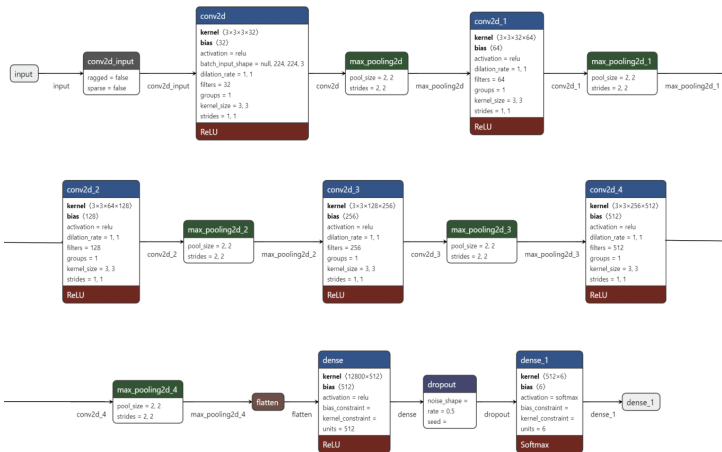 input
input
conv2d_input
ragged = false
sparse = false
conv2d_input
conv2d
kernel (3×3×3×32)
bias (32)
activation = relu
batch_input_shape = null, 224, 224, 3
dilation_rate = 1, 1
filters = 32
groups = 1
kernel_size = 3, 3
strides = 1, 1
ReLU
conv2d
max_pooling2d
pool_size = 2, 2
strides = 2, 2
max_pooling2d
conv2d_1
kernel (3×3×32×64)
bias (64)
activation = relu
dilation_rate = 1, 1
filters = 64
groups = 1
kernel_size = 3, 3
strides = 1, 1
ReLU
conv2d_1
max_pooling2d_1
pool_size = 2, 2
strides = 2, 2
max_pooling2d_1
conv2d_2
kernel (3×3×64×128)
bias (128)
activation = relu
dilation_rate = 1, 1
filters = 128
groups = 1
kernel_size = 3, 3
strides = 1, 1
ReLU
conv2d_2
max_pooling2d_2
pool_size = 2, 2
strides = 2, 2
max_pooling2d_2
conv2d_3
kernel (3×3×128×256)
bias (256)
activation = relu
dilation_rate = 1, 1
filters = 256
groups = 1
kernel_size = 3, 3
strides = 1, 1
ReLU
conv2d_3
max_pooling2d_3
pool_size = 2, 2
strides = 2, 2
max_pooling2d_3
conv2d_4
kernel (3×3×256×512)
bias (512)
activation = relu
dilation_rate = 1, 1
filters = 512
groups = 1
kernel_size = 3, 3
strides = 1, 1
ReLU
conv2d_4
max_pooling2d_4
pool_size = 2, 2
strides = 2, 2
max_pooling2d_4
flatten
flatten
dense
kernel (12800×512)
bias (512)
activation = relu
bias_constraint =
kernel_constraint =
units = 512
ReLU
dense
dropout
noise_shape =
rate = 0.5
seed =
dropout
dense_1
kernel (512×6)
bias (6)
activation = softmax
bias_constraint =
kernel_constraint =
units = 6
Softmax
dense_1
dense_1